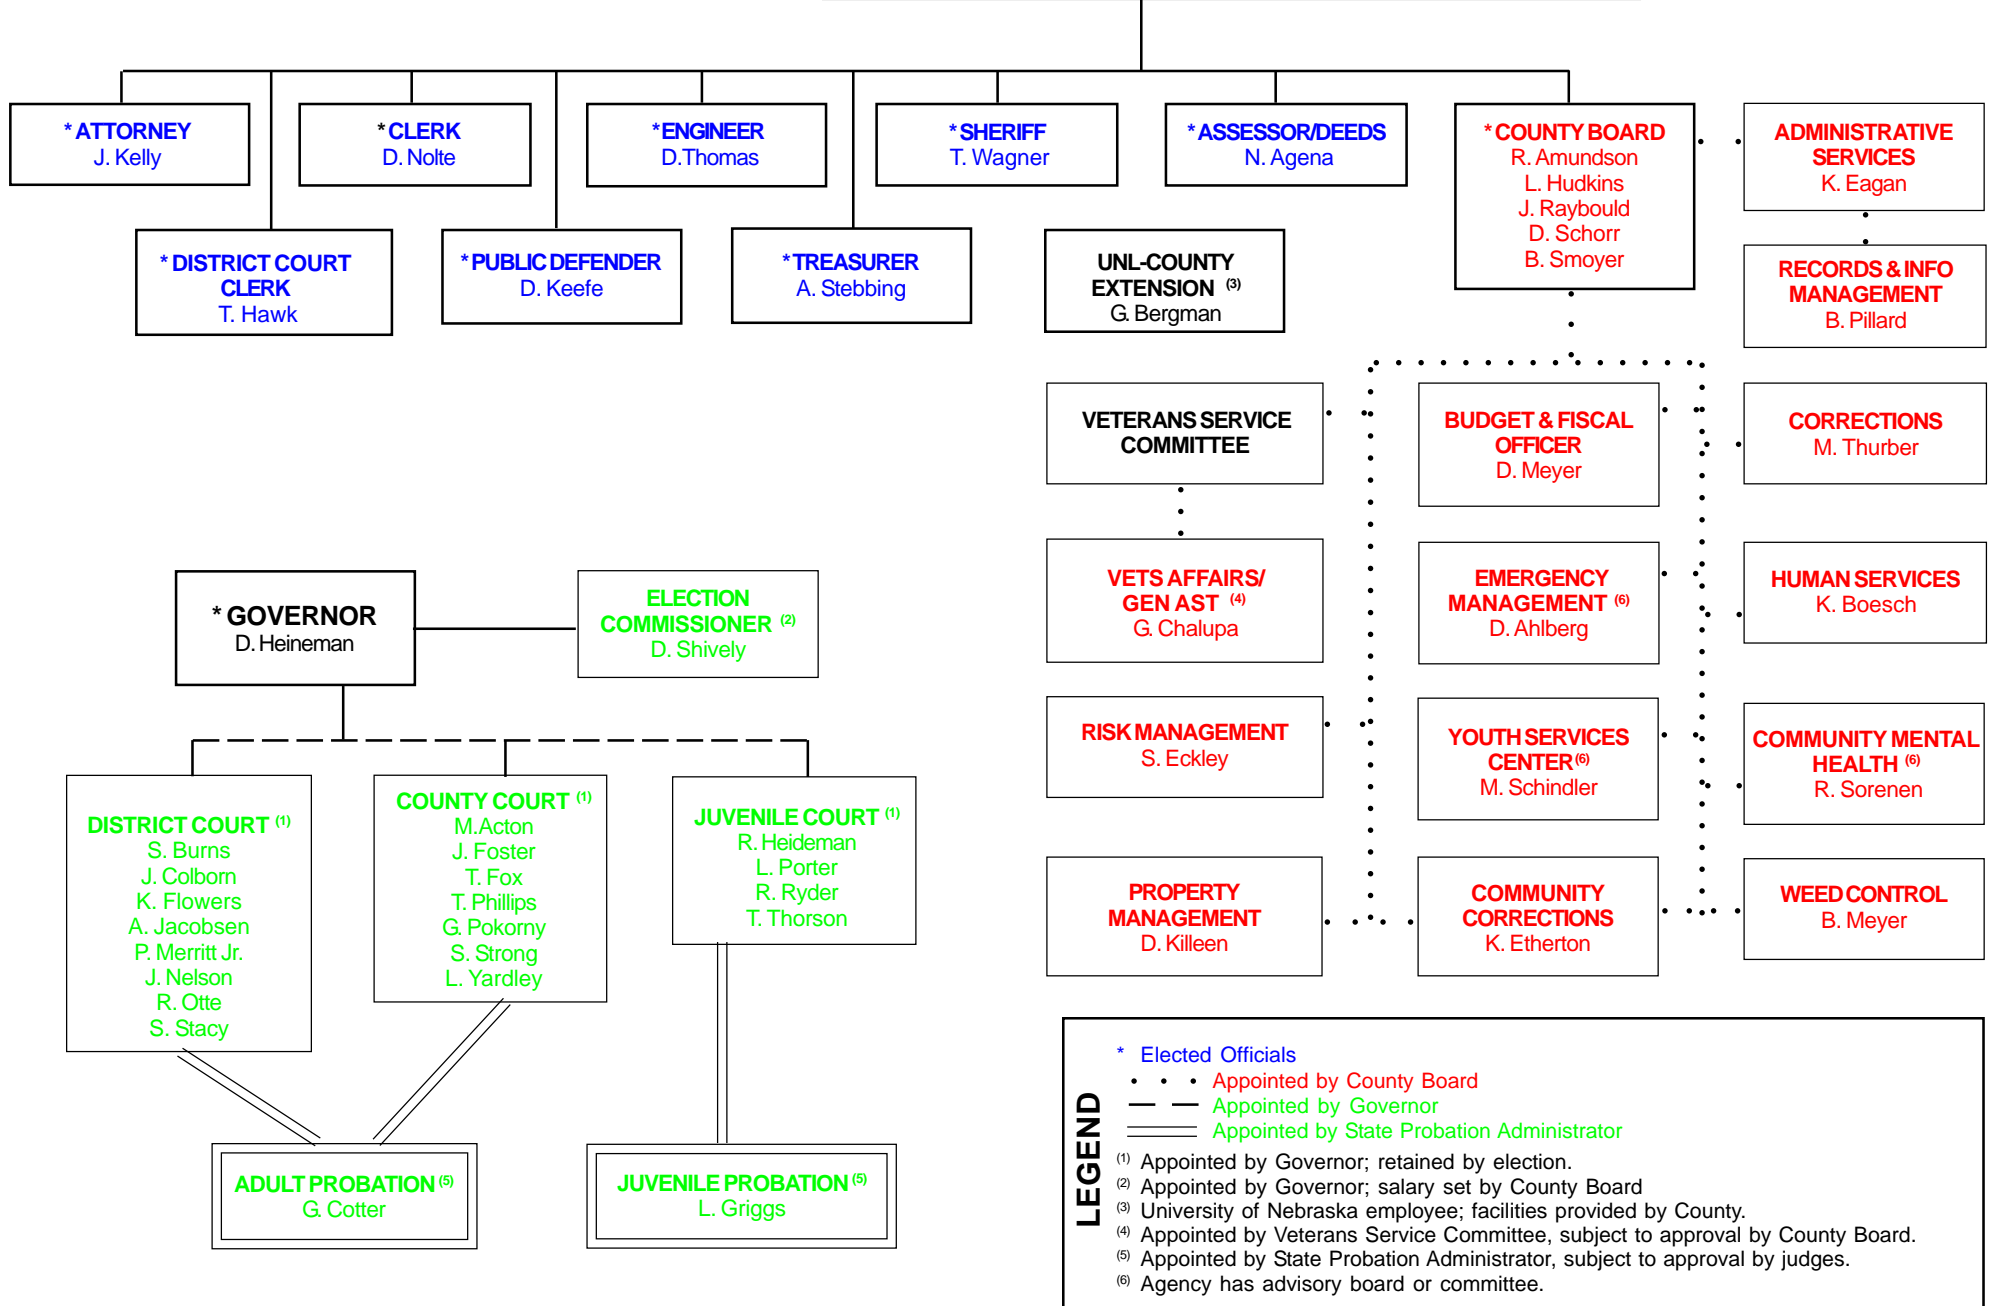 * ATTORNEY
J. Kelly
* CLERK
D. Nolte
* ENGINEER
D.Thomas
* SHERIFF
T. Wagner
* ASSESSOR/DEEDS
N. Agena
* COUNTY BOARD
R. Amundson
L. Hudkins
J. Raybould
D. Schorr
B. Smoyer
ADMINISTRATIVE
SERVICES
K. Eagan
* DISTRICT COURT
CLERK
T. Hawk
* PUBLIC DEFENDER
D. Keefe
* TREASURER
A. Stebbing
UNL-COUNTY
EXTENSION (3)
G. Bergman
RECORDS & INFO
MANAGEMENT
B. Pillard
VETERANS SERVICE
COMMITTEE
BUDGET & FISCAL
OFFICER
D. Meyer
CORRECTIONS
M. Thurber
VETS AFFAIRS/
GEN AST (4)
G. Chalupa
EMERGENCY
MANAGEMENT (6)
D. Ahlberg
HUMAN SERVICES
K. Boesch
* GOVERNOR
D. Heineman
ELECTION
COMMISSIONER (2)
D. Shively
RISK MANAGEMENT
S. Eckley
YOUTH SERVICES
CENTER(6)
M. Schindler
COMMUNITY MENTAL
HEALTH (6)
R. Sorenen
DISTRICT COURT (1)
S. Burns
J. Colborn
K. Flowers
A. Jacobsen
P. Merritt Jr.
J. Nelson
R. Otte
S. Stacy
COUNTY COURT (1)
M.Acton
J. Foster
T. Fox
T. Phillips
G. Pokorny
S. Strong
L. Yardley
JUVENILE COURT (1)
R. Heideman
L. Porter
R. Ryder
T. Thorson
PROPERTY
MANAGEMENT
D. Killeen
COMMUNITY
CORRECTIONS
K. Etherton
WEED CONTROL
B. Meyer
ADULT PROBATION (5)
G. Cotter
JUVENILE PROBATION (5)
L. Griggs
LEGEND
* Elected Officials
Appointed by County Board
Appointed by Governor
Appointed by State Probation Administrator
(1) Appointed by Governor; retained by election.
(2) Appointed by Governor; salary set by County Board
(3) University of Nebraska employee; facilities provided by County.
(4) Appointed by Veterans Service Committee, subject to approval by County Board.
(5) Appointed by State Probation Administrator, subject to approval by judges.
(6) Agency has advisory board or committee.